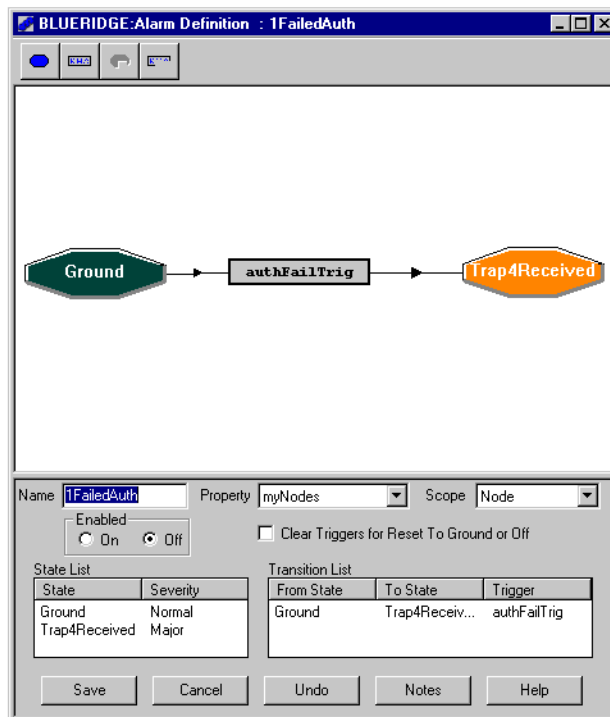 BLUERIDGE:Alarm Definition : 1FailedAuth
Ground authFailTrig Trap4Received
Name 1FailedAuth Property myNodes Scope Node
Enabled
On Off Clear Triggers for Reset To Ground or Off
State List Transition List
State Severity From State To State Trigger
Ground Normal Ground Trap4Receiv... authFailTrig
Trap4Received Major
Save Cancel Undo Notes Help